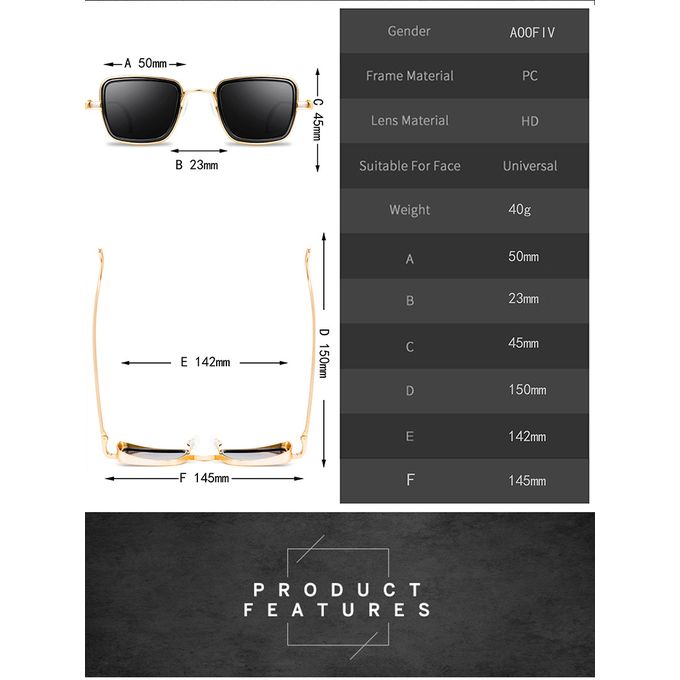 A 50mm
C 45mm
B 23mm
D 150mm
E 142mm
F 145mm
Gender AOOFIV
Frame Material PC
Lens Material HD
Suitable For Face Universal
Weight 40g
A 50mm
B 23mm
C 45mm
D 150mm
E 142mm
F 145mm
PRODUCT
FEATURES